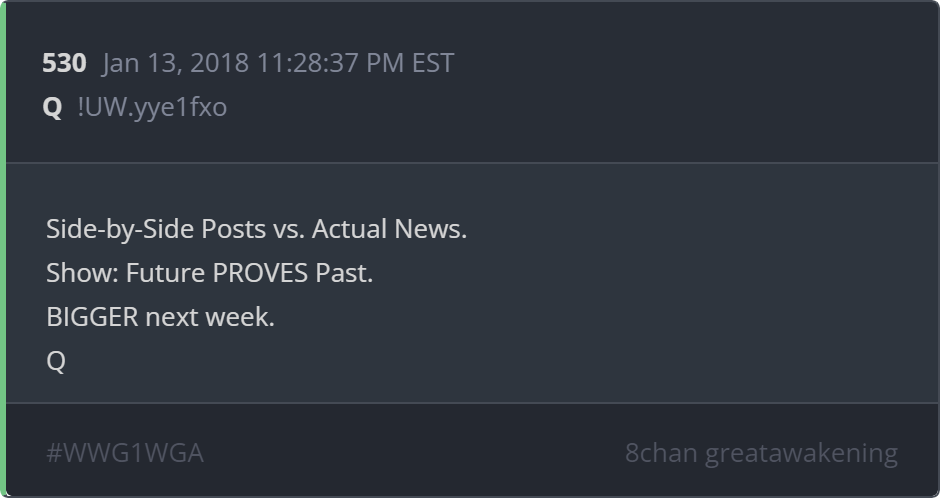 530 Jan 13, 2018 11:28:37 PM EST
Q !UW.yye1fxo
Side-by-Side Posts vs. Actual News.
Show: Future PROVES Past.
BIGGER next week.
Q
#WWG1WGA 8chan greatawakening